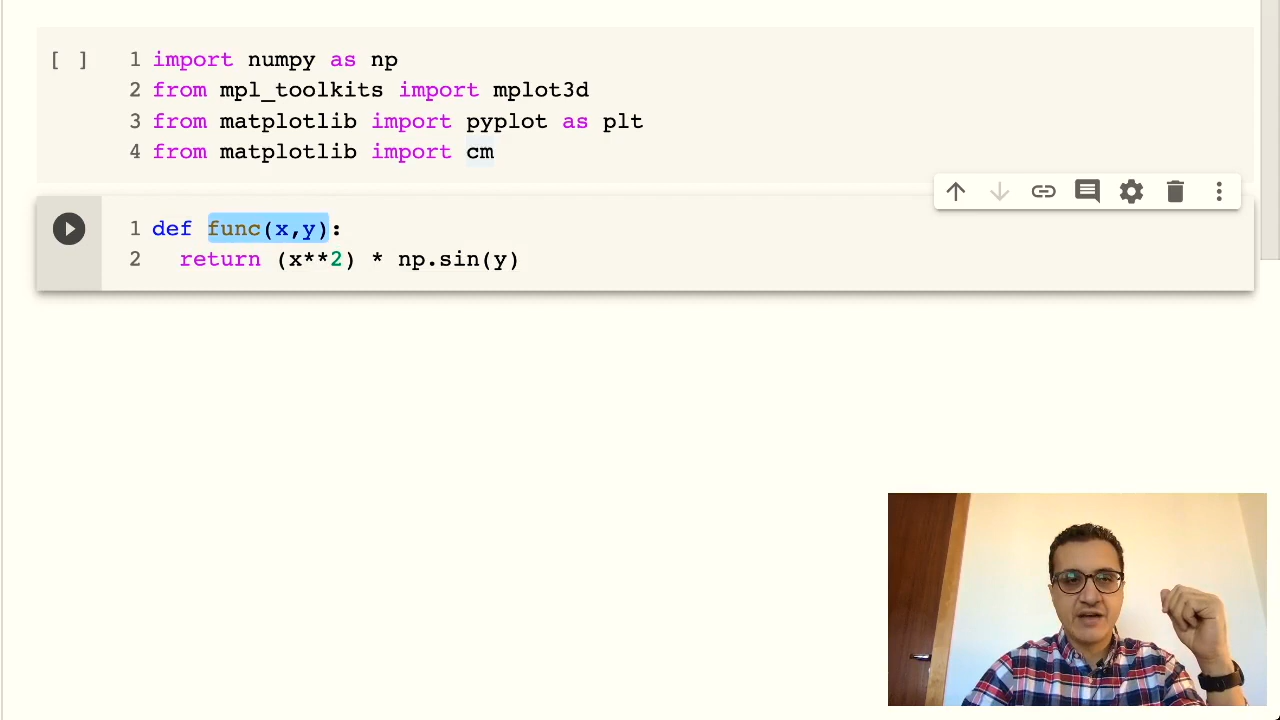 [ ] 1 import numpy as np
2 from mpl_toolkits import mplot3d
3 from matplotlib import pyplot as plt
4 from matplotlib import cm
1 def func(x,y):
2   return (x**2) * np.sin(y)